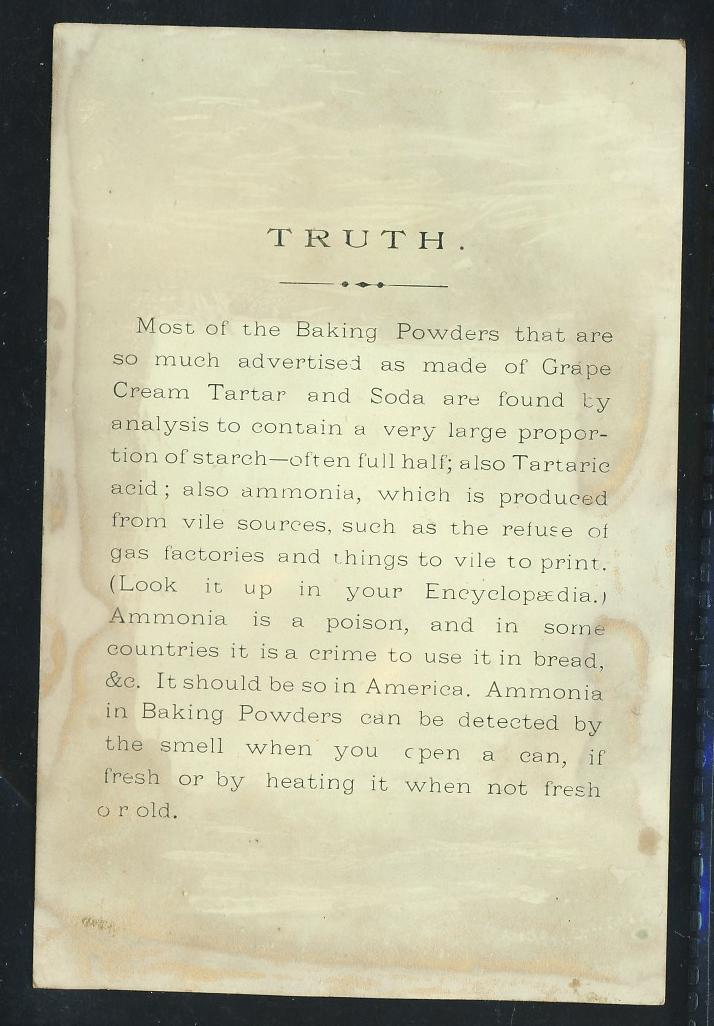 TRUTH.
Most of the Baking Powders that are
so much advertised as made of Grape
Cream Tartar and Soda are found by
analysis to contain a very large propor-
tion of starch—often full half; also Tartaric
acid; also ammonia, which is produced
from vile sources, such as the refuse of
gas factories and things to vile to print.
(Look it up in your Encyclopædia.)
Ammonia is a poison, and in some
countries it is a crime to use it in bread,
&c. It should be so in America. Ammonia
in Baking Powders can be detected by
the smell when you open a can, if
fresh or by heating it when not fresh
or old.